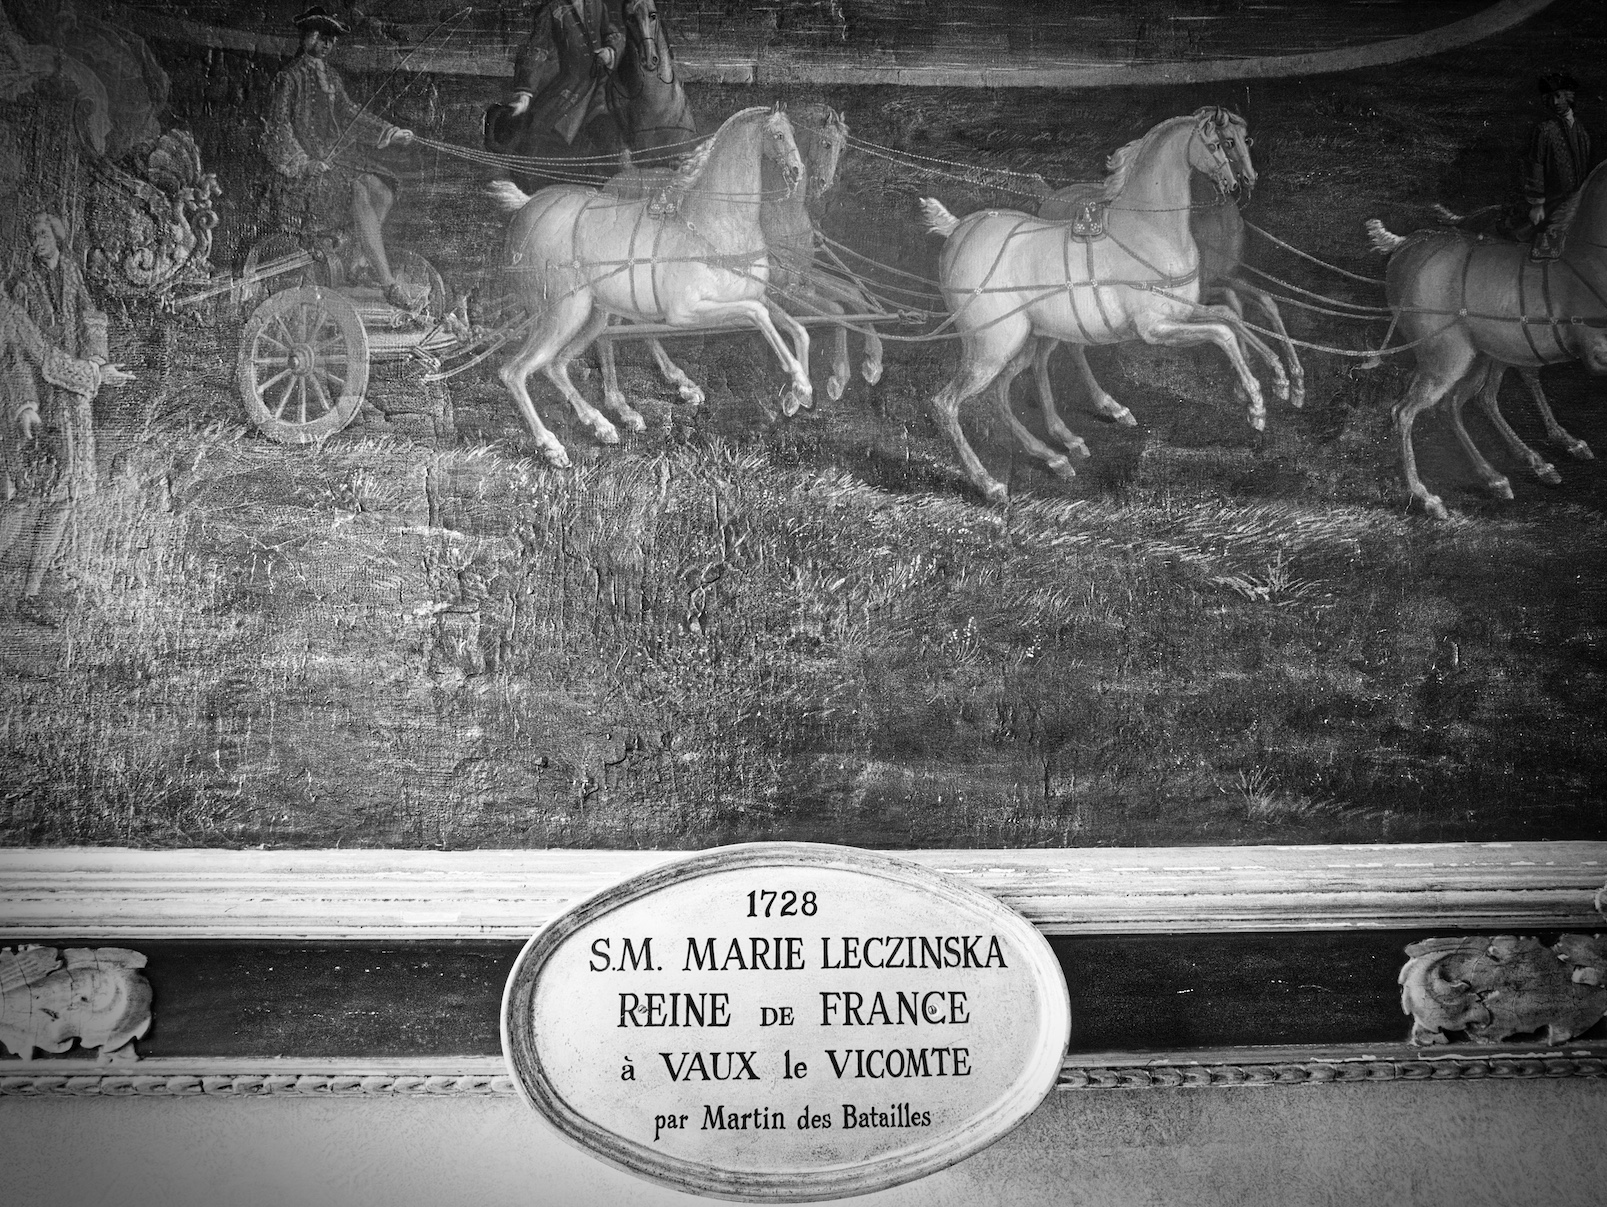 1728
S.M. MARIE LECZINSKA
REINE DE FRANCE
à VAUX le VICOMTE
par Martin des Batailles